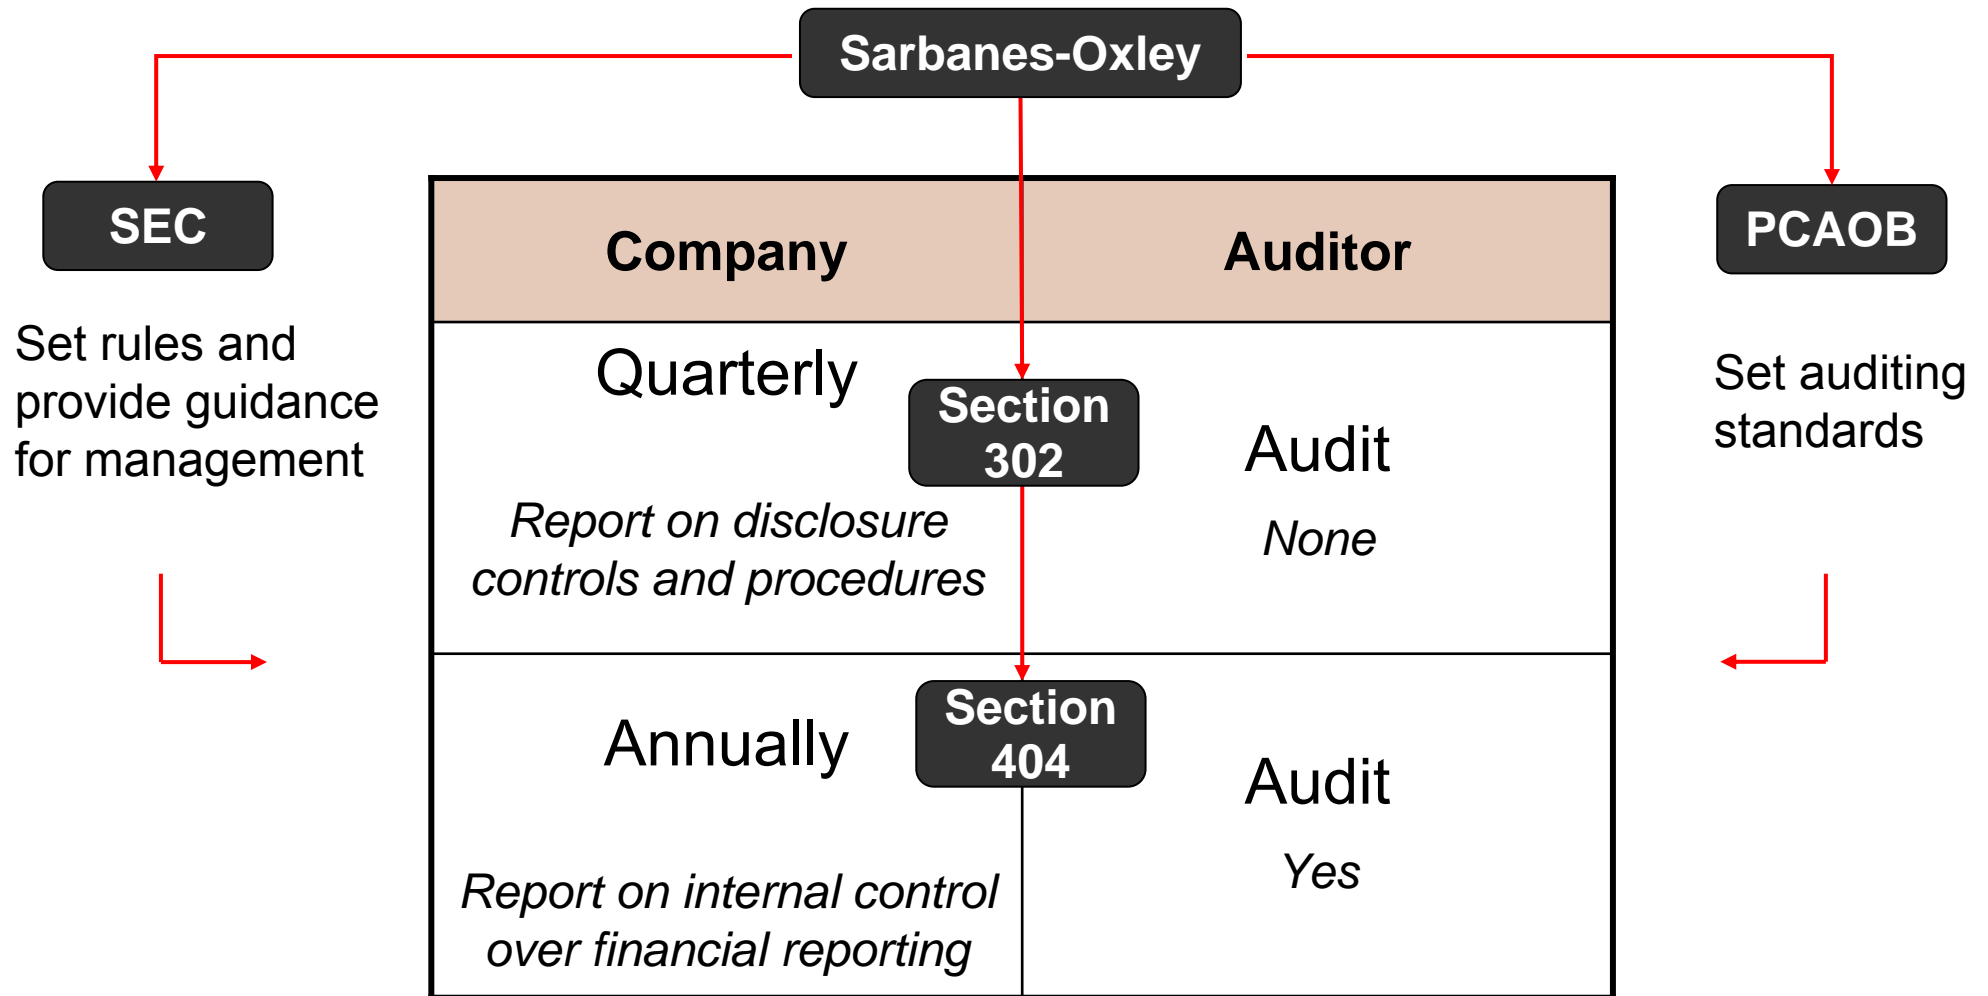 Sarbanes-Oxley
SEC
PCAOB
Company
Auditor
Set rules and
provide guidance
for management
Set auditing
standards
Quarterly
Section
302
Audit
None
Report on disclosure
controls and procedures
Annually
Section
404
Audit
Yes
Report on internal control
over financial reporting